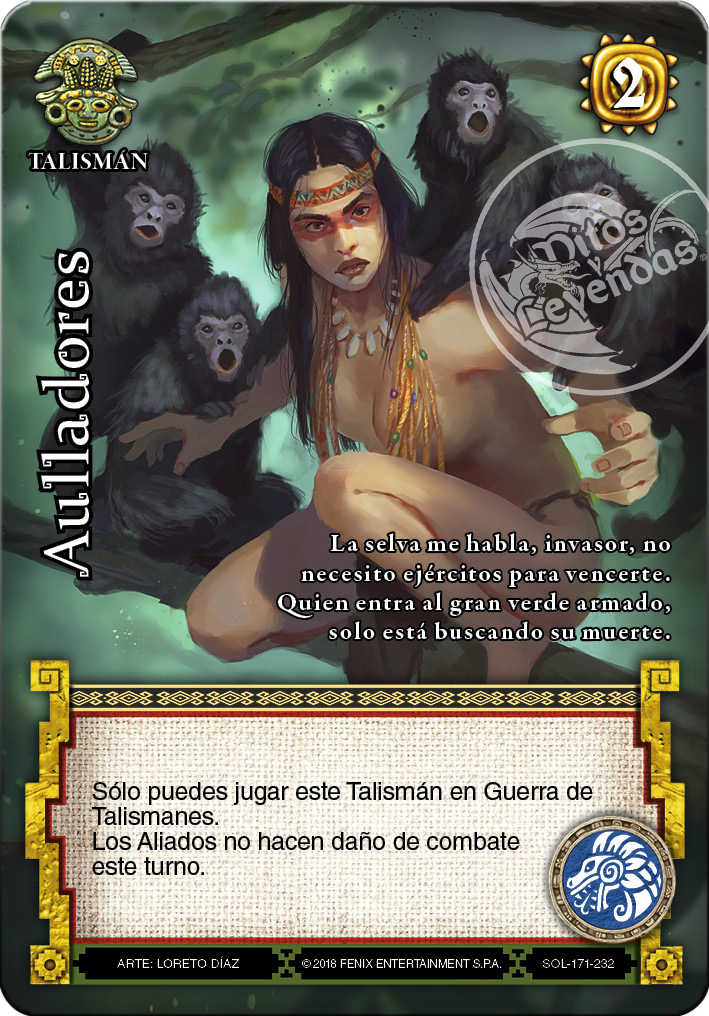 TALISMÁN
2
Mitos
y
Leyendas
®
Aulladores
La selva me habla, invasor, no
necesito ejércitos para vencerte.
Quien entra al gran verde armado,
solo está buscando su muerte.
Sólo puedes jugar este Talismán en Guerra de
Talismanes.
Los Aliados no hacen daño de combate
este turno.
ARTE: LORETO DÍAZ
©2018 FENIX ENTERTAINMENT S.P.A.
SOL-171-232